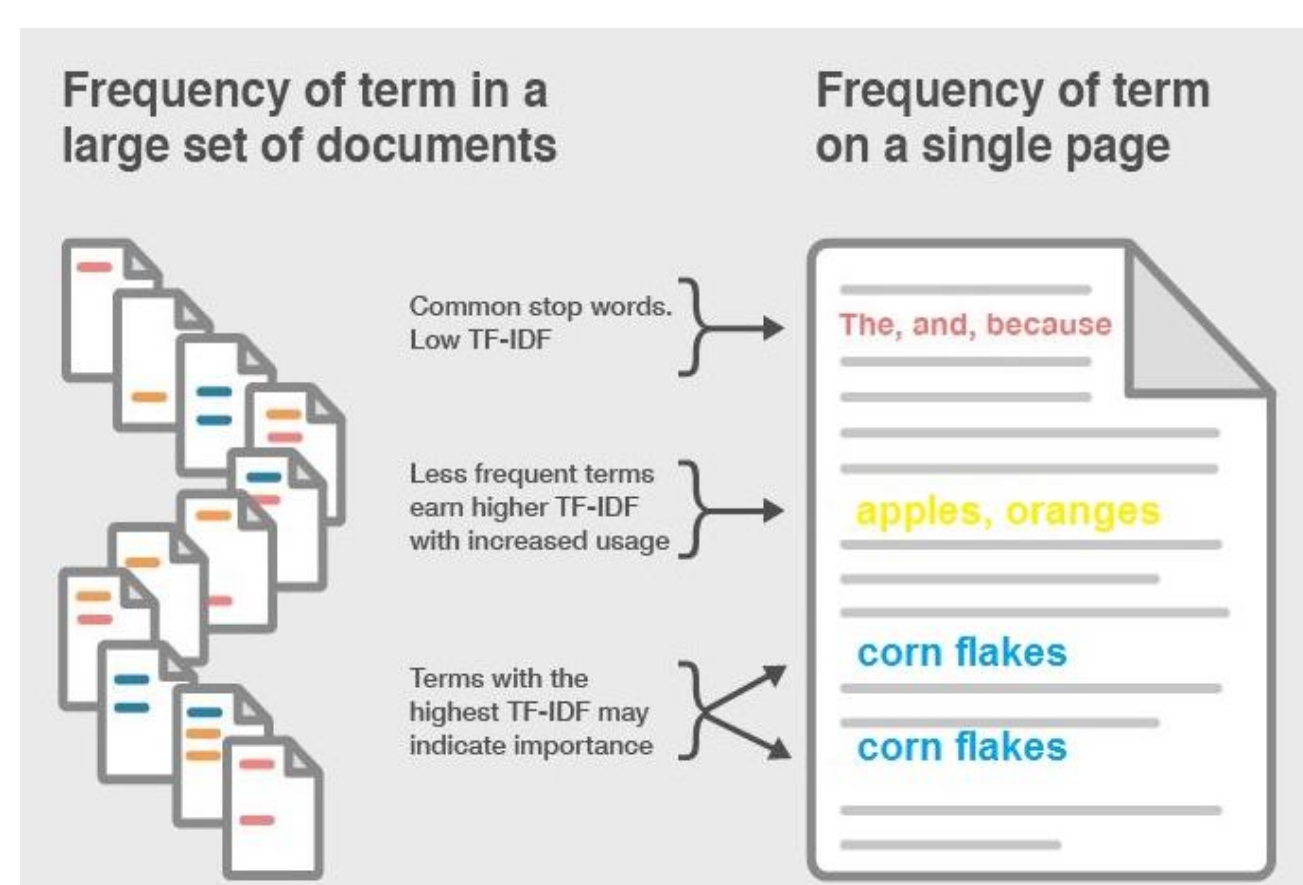 Frequency of term in a
large set of documents
Frequency of term
on a single page
Common stop words.
Low TF-IDF
The, and, because
Less frequent terms
earn higher TF-IDF
with increased usage
apples, oranges
Terms with the
highest TF-IDF may
indicate importance
corn flakes
corn flakes